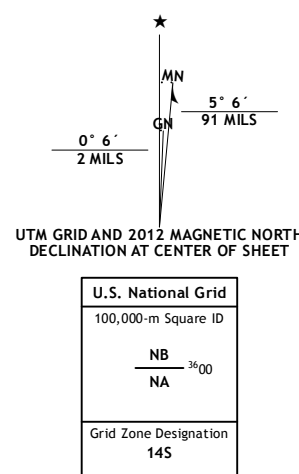 ★
MN
GN
5° 6´
91 MILS
0° 6´
2 MILS
UTM GRID AND 2012 MAGNETIC NORTH
DECLINATION AT CENTER OF SHEET
U.S. National Grid
100,000-m Square ID
NB
3600
NA
Grid Zone Designation
14S